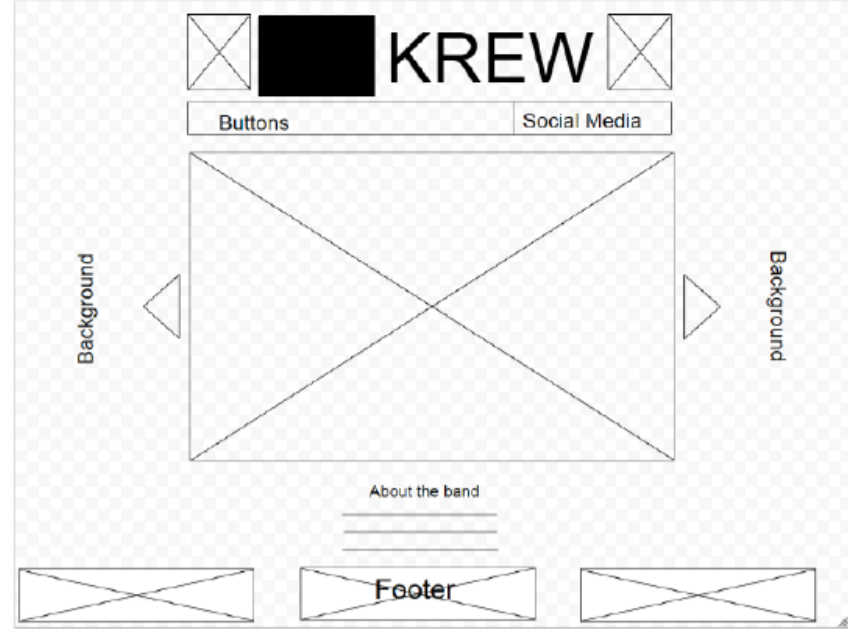 KREW
Buttons
Social Media
Background
Background
About the band
Footer